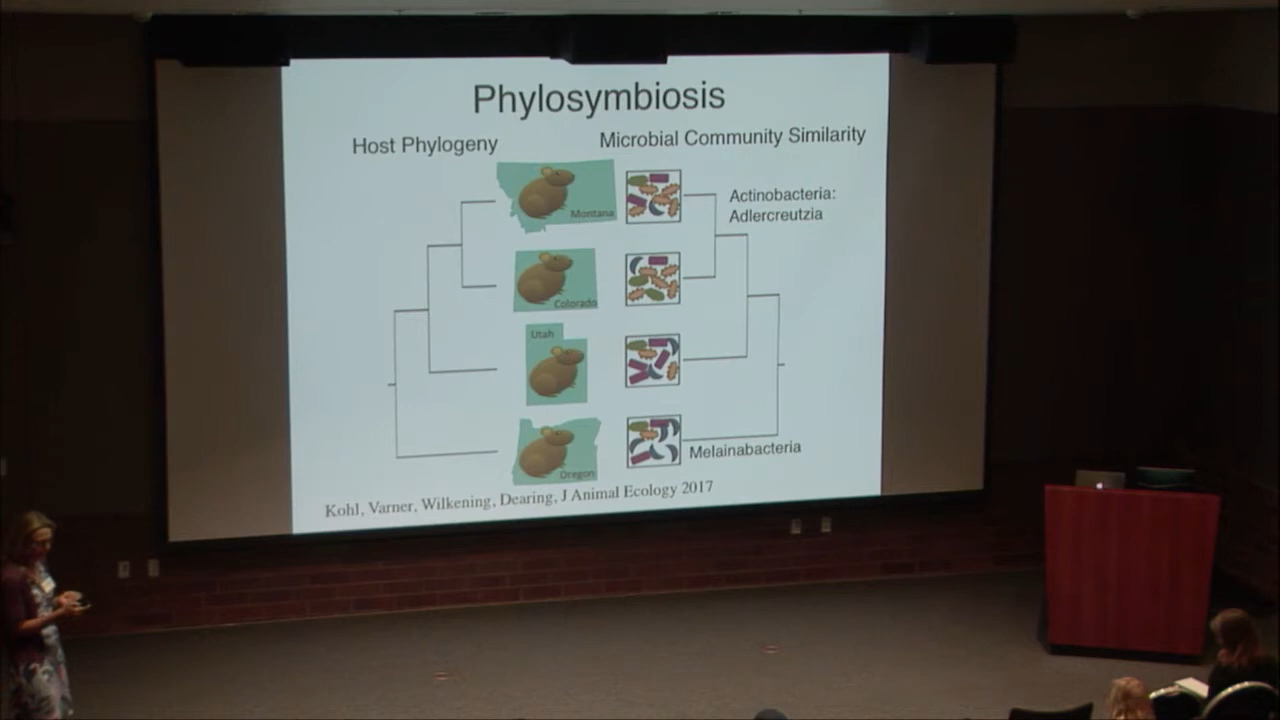 Phylosymbiosis
Host Phylogeny
Microbial Community Similarity
Montana
Actinobacteria:
Adlercreutzia
Colorado
Utah
Oregon
Melainabacteria
Kohl, Varner, Wilkening, Dearing, J Animal Ecology 2017